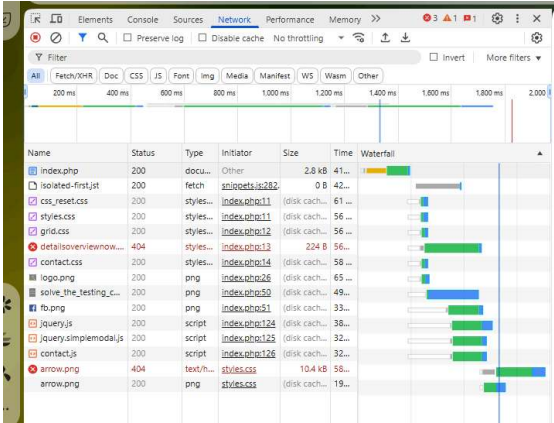 Elements Console Sources Network Performance Memory 3 1 1
Preserve log Disable cache No throttling
Filter Invert More filters
All Fetch/XHR Doc CSS JS Font Img Media Manifest WS Wasm Other
200 ms 400 ms 600 ms 800 ms 1.000 ms 1.200 ms 1.400 ms 1.600 ms 1.800 ms 2.000
Name Status Type Initiator Size Time Waterfall
index.php 200 docu... Other 2.8 kB 41...
isolated-first.jst 200 fetch snippets.js:282. 0 B 42...
css_reset.css 200 styles... index.php:11 (disk cach... 61 ...
styles.css 200 styles... index.php:11 (disk cach... 56 ...
grid.css 200 styles... index.php:12 (disk cach... 56 ...
detailsoverviewnow.... 404 styles... index.php:13 224 B 56...
contact.css 200 styles... index.php:14 (disk cach... 58 ...
logo.png 200 png index.php:26 (disk cach... 65 ...
solve_the_testing_c... 200 png index.php:50 (disk cach... 49...
fb.png 200 png index.php:51 (disk cach... 33...
jquery.js 200 script index.php:124 (disk cach... 38...
jquery.simplemodal.js 200 script index.php:125 (disk cach... 32...
contact.js 200 script index.php:126 (disk cach... 32...
arrow.png 404 text/h... styles.css 10.4 kB 58...
arrow.png 200 png styles.css (disk cach... 19...